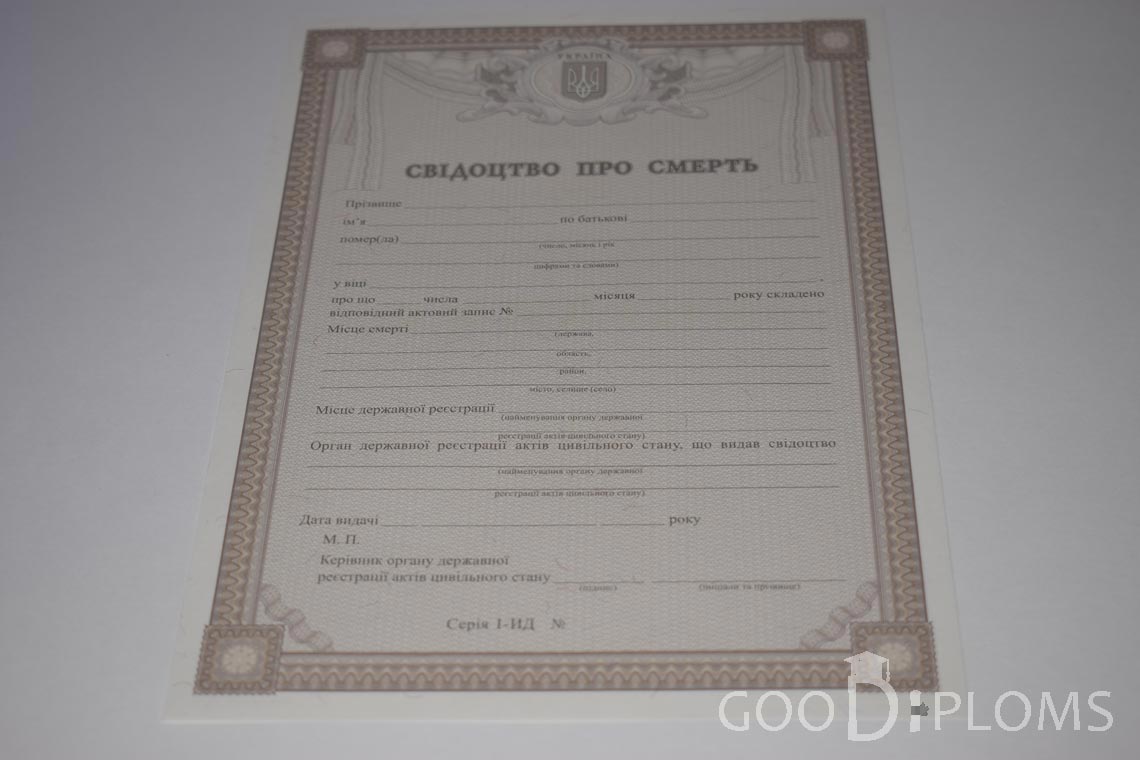 УКРАЇНА
СВІДОЦТВО ПРО СМЕРТЬ
Прізвище
ім'я по батькові
помер(ла)
(число, місяць і рік
цифрами та словами)
у віці .
про що числа місяця року складено
відповідний актовий запис №
Місце смерті
(держава,
область,
район,
місто, селище (село)
Місце державної реєстрації
(найменування органу державної
реєстрації актів цивільного стану)
Орган державної реєстрації актів цивільного стану, що видав свідоцтво
(найменування органу державної
реєстрації актів цивільного стану)
Дата видачі року
М. П.
Керівник органу державної
реєстрації актів цивільного стану
(підпис) (ініціали та прізвище)
Серія І-ИД №
GOODIPLOMS